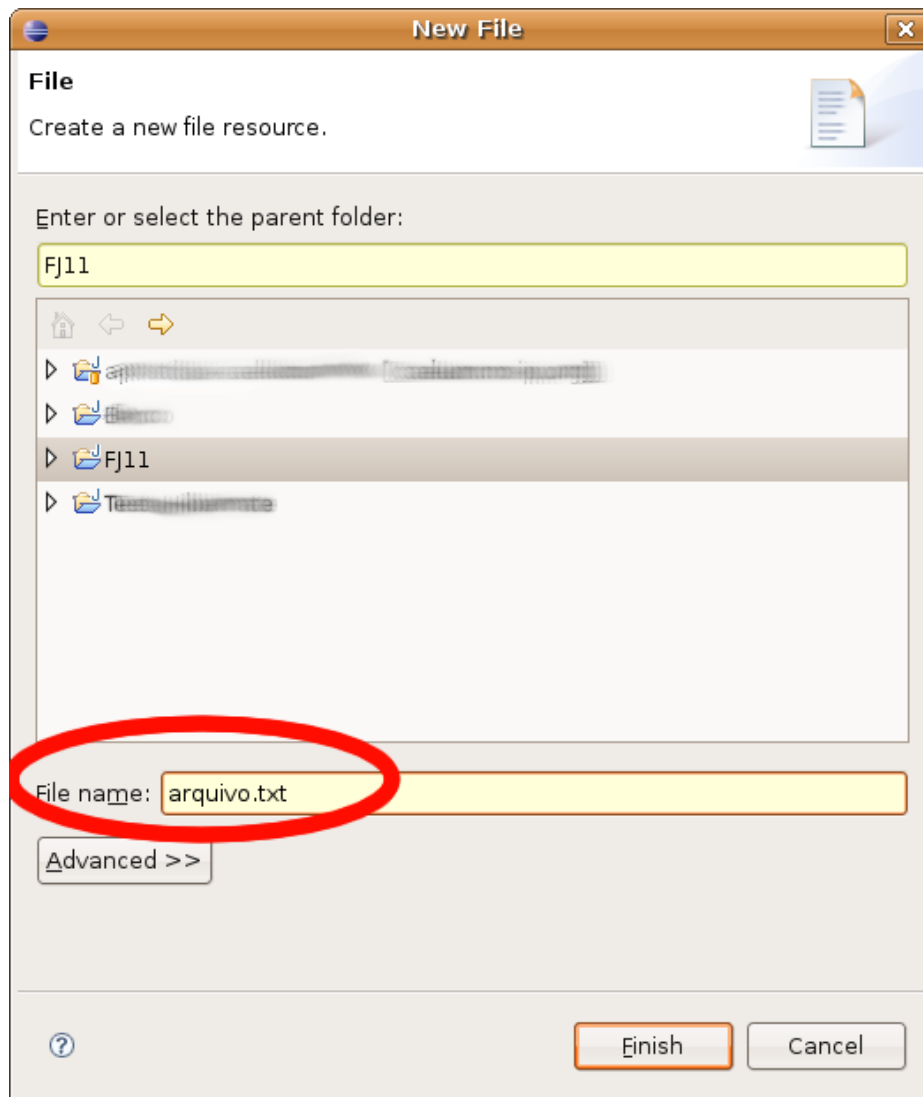 New File
File
Create a new file resource.
Enter or select the parent folder:
FJ11
FJ11
File name: arquivo.txt
Advanced >>
Finish Cancel